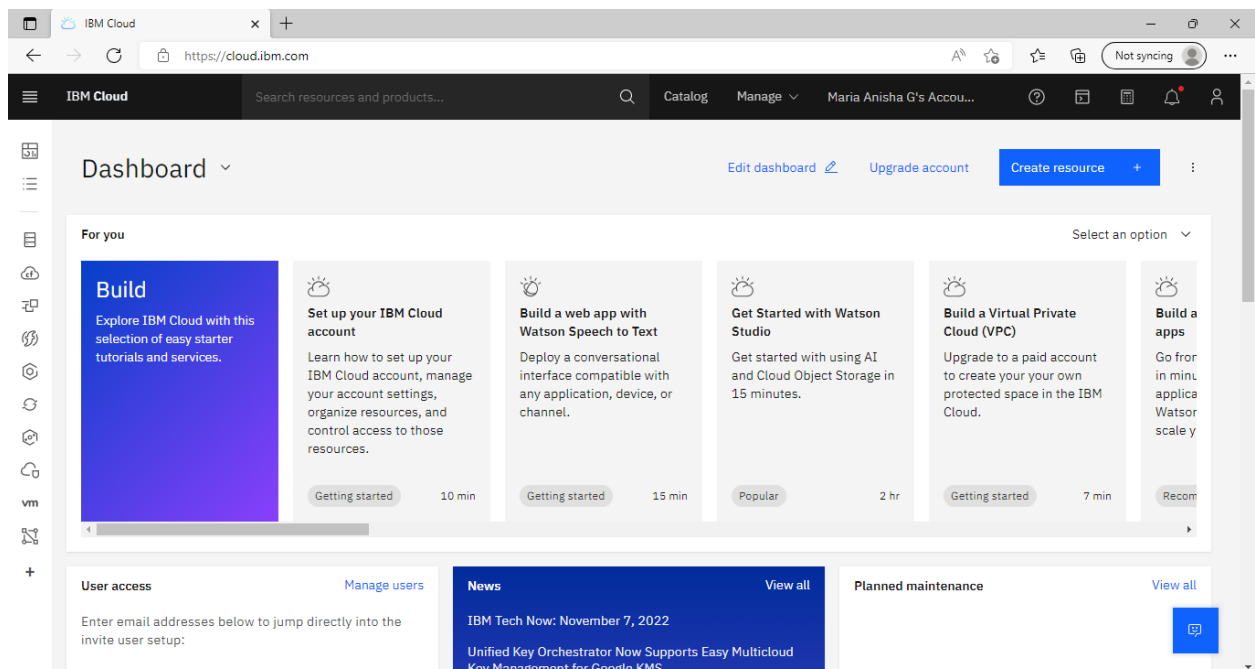 IBM Cloud
https://cloud.ibm.com
Not syncing
IBM Cloud
Search resources and products...
Catalog
Manage
Maria Anisha G's Accou...
Dashboard
Edit dashboard
Upgrade account
Create resource +
For you
Select an option
Build
Explore IBM Cloud with this
selection of easy starter
tutorials and services.
Set up your IBM Cloud
account
Learn how to set up your
IBM Cloud account, manage
your account settings,
organize resources, and
control access to those
resources.
Getting started
10 min
Build a web app with
Watson Speech to Text
Deploy a conversational
interface compatible with
any application, device, or
channel.
Getting started
15 min
Get Started with Watson
Studio
Get started with using AI
and Cloud Object Storage in
15 minutes.
Popular
2 hr
Build a Virtual Private
Cloud (VPC)
Upgrade to a paid account
to create your your own
protected space in the IBM
Cloud.
Getting started
7 min
Build a
apps
Go fror
in minu
applica
Watsor
scale y
Recom
vm
User access
Manage users
Enter email addresses below to jump directly into the
invite user setup:
News
View all
IBM Tech Now: November 7, 2022
Unified Key Orchestrator Now Supports Easy Multicloud
Key Management for Google KMS
Planned maintenance
View all